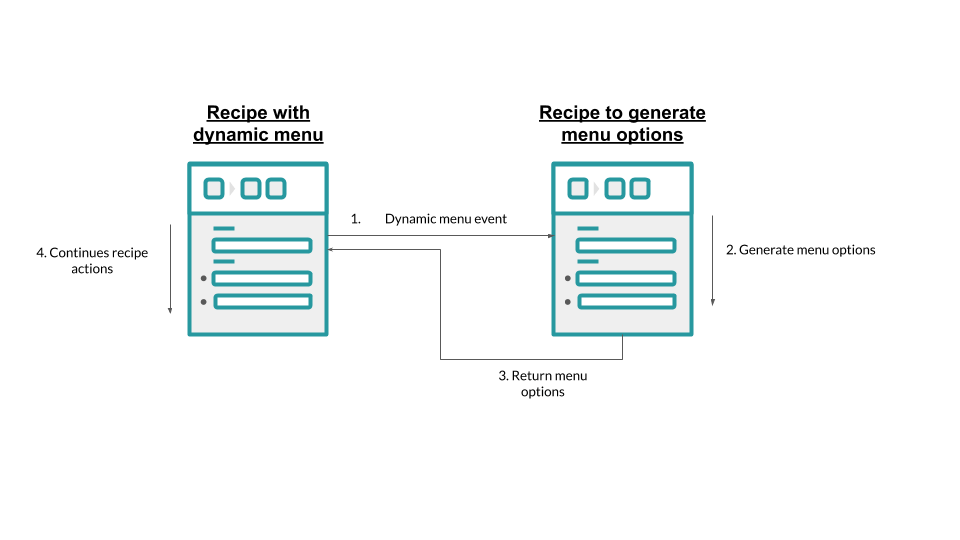 Recipe with
dynamic menu
Recipe to generate
menu options
1. Dynamic menu event
4. Continues recipe
actions
2. Generate menu options
3. Return menu
options